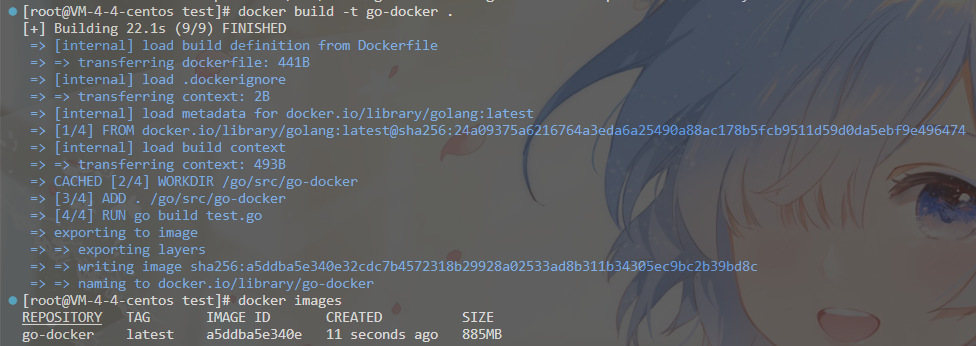 [root@VM-4-4-centos test]# docker build -t go-docker .
[+] Building 22.1s (9/9) FINISHED
=> [internal] load build definition from Dockerfile
=> => transferring dockerfile: 441B
=> [internal] load .dockerignore
=> => transferring context: 2B
=> [internal] load metadata for docker.io/library/golang:latest
=> [1/4] FROM docker.io/library/golang:latest@sha256:24a09375a6216764a3eda6a25490a88ac178b5fcb9511d59d0da5ebf9e496474
=> [internal] load build context
=> => transferring context: 493B
=> CACHED [2/4] WORKDIR /go/src/go-docker
=> [3/4] ADD . /go/src/go-docker
=> [4/4] RUN go build test.go
=> exporting to image
=> => exporting layers
=> => writing image sha256:a5ddba5e340e32cdc7b4572318b29928a02533ad8b311b34305ec9bc2b39bd8c
=> => naming to docker.io/library/go-docker
[root@VM-4-4-centos test]# docker images
REPOSITORY TAG IMAGE ID CREATED SIZE
go-docker latest a5ddba5e340e 11 seconds ago 885MB